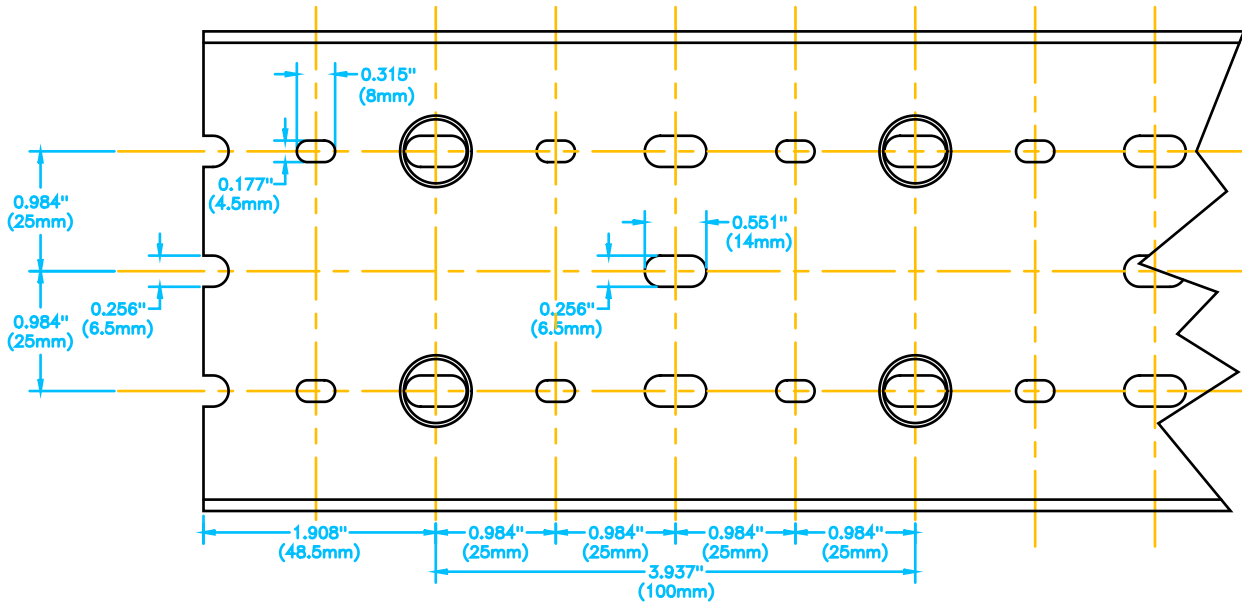 0.315"
(8mm)
0.177"
(4.5mm)
0.984"
(25mm)
0.551"
(14mm)
0.256"
(6.5mm)
0.256"
(6.5mm)
0.984"
(25mm)
1.908"
(48.5mm)
0.984"
(25mm)
0.984"
(25mm)
0.984"
(25mm)
0.984"
(25mm)
3.937"
(100mm)